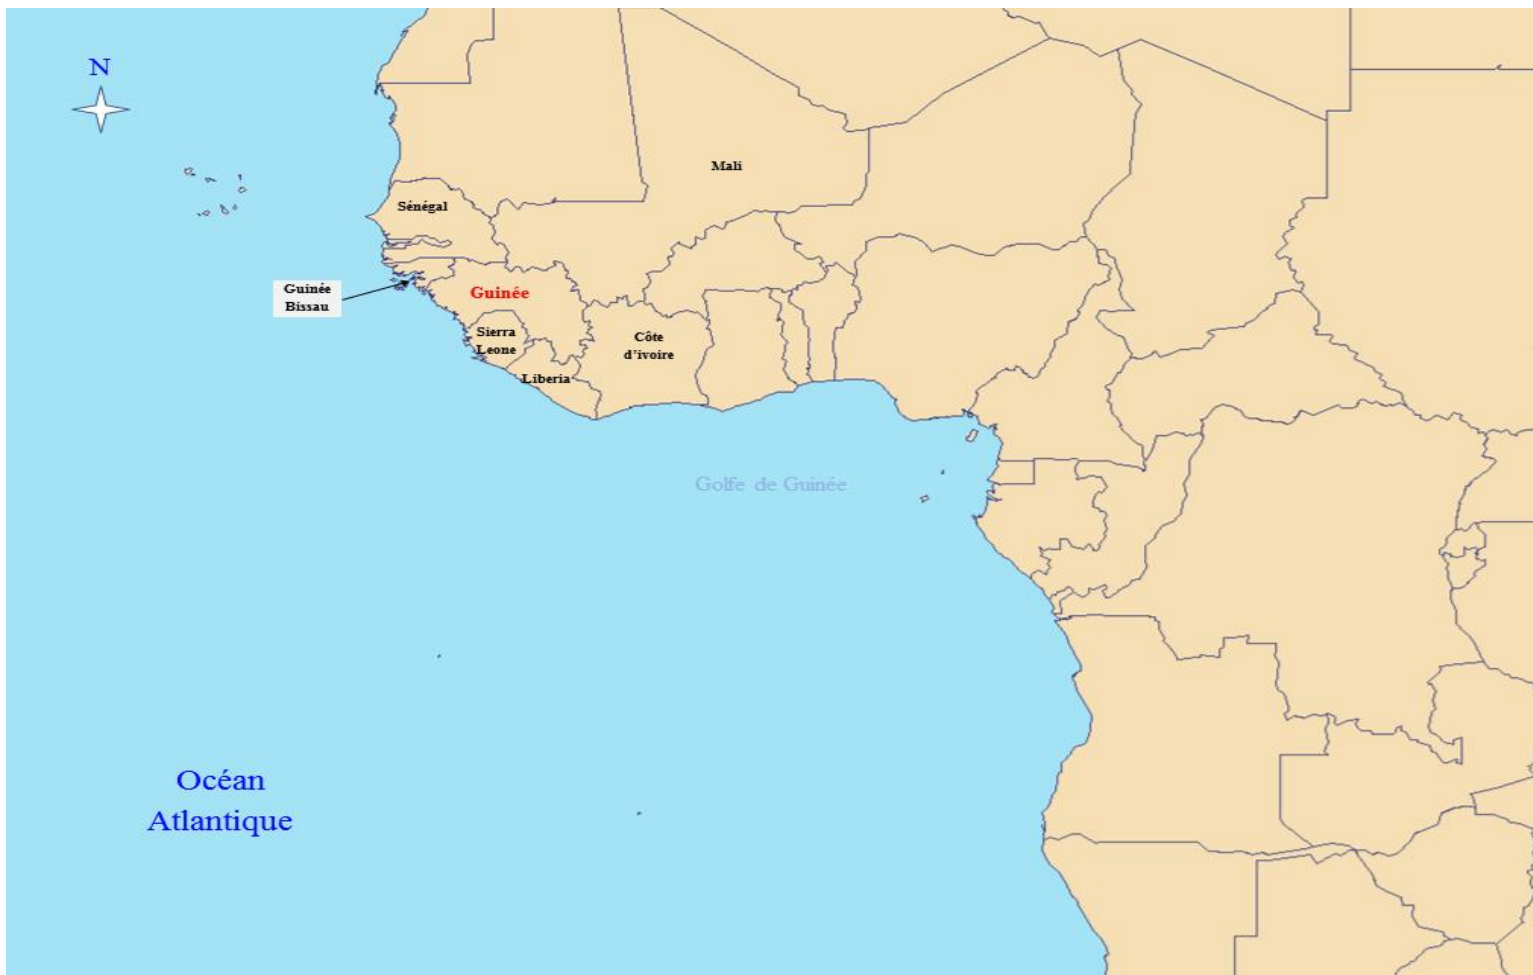 N
Mali
Sénégal
Guinée
Bissau
Guinée
Sierra
Leone
Côte
d'ivoire
Liberia
Golfe de Guinée
Océan
Atlantique